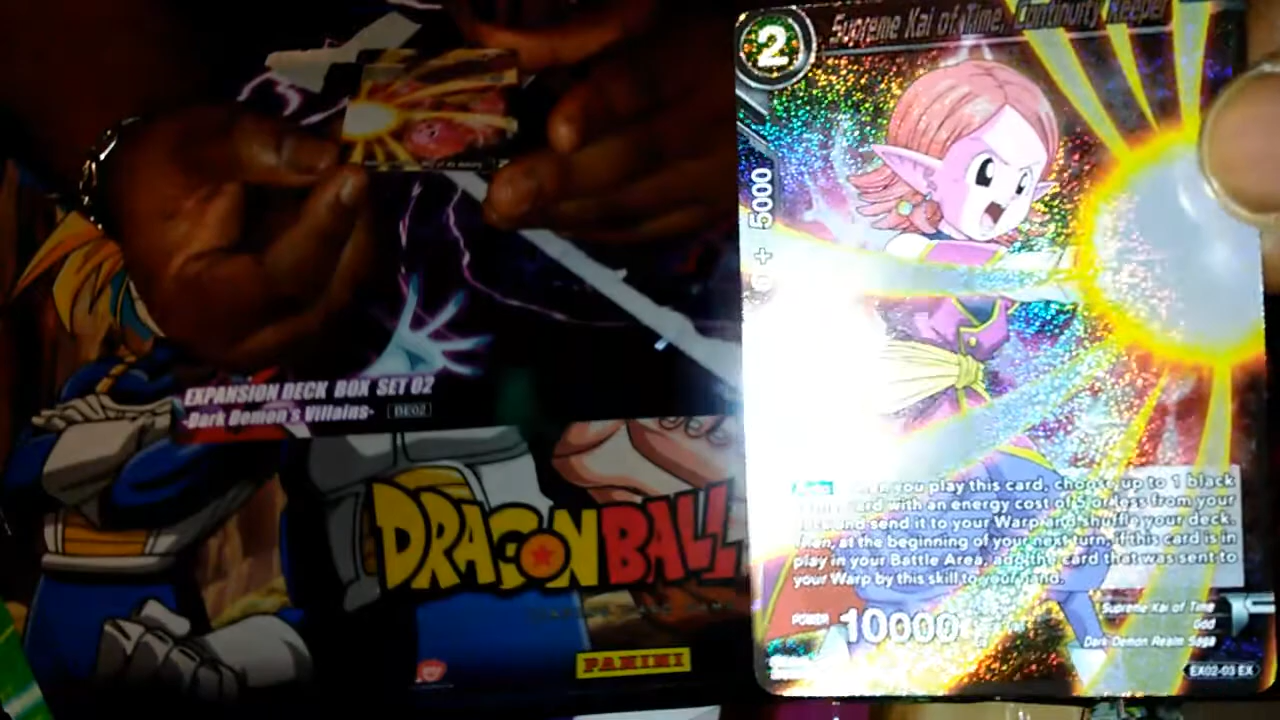 2
Supreme Kai of Time, Continuity Keeper
+ 5000
EXPANSION DECK BOX SET 02
-Dark Demon's Villains- BE02
DRAGON BALL
PANINI
you play this card, choose up to 1 black
card with an energy cost of 5 or less from your
and send it to your Warp and shuffle your deck.
Then, at the beginning of your next turn, if this card is in
play in your Battle Area, add the card that was sent to
your Warp by this skill to your hand.
POWER 10000
Supreme Kai of Time
God
Dark Demon Realm Saga
EX02-03 EX